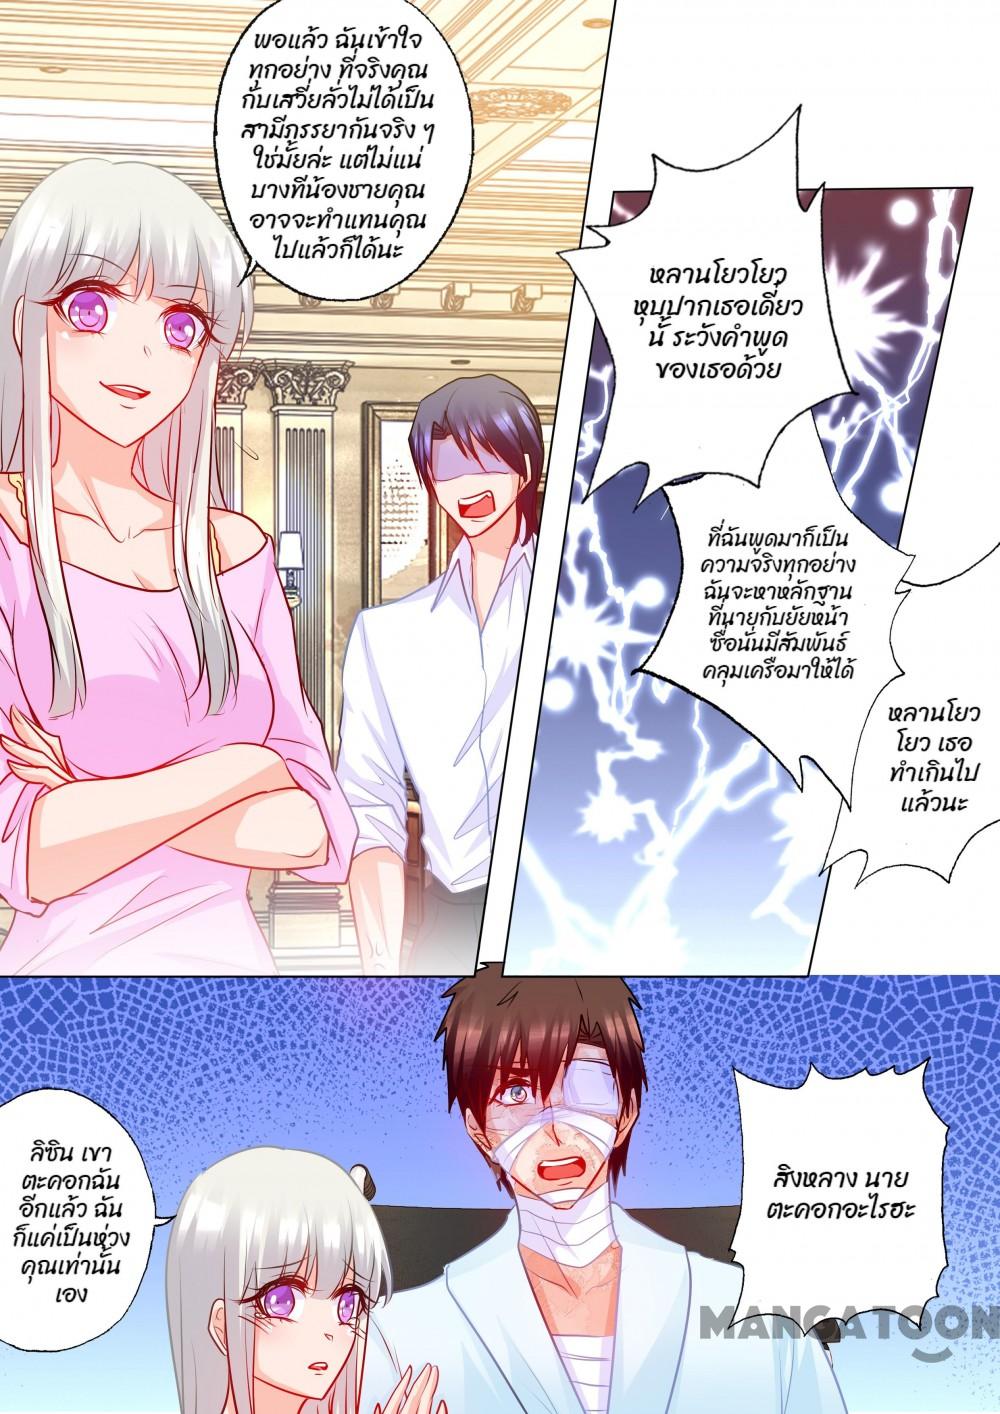 พอแล้ว ฉันเข้าใจ
ทุกอย่าง ที่จริงคุณ
กับเสวี่ยลั่วไม่ได้เป็น
สามีภรรยากันจริง ๆ
ใช่มั้ยล่ะ แต่ไม่แน่
บางทีน้องชายคุณ
อาจจะทำแทนคุณ
ไปแล้วก็ได้นะ
หลานโยวโยว
หุบปากเธอเดี๋ยว
นี้ ระวังคำพูด
ของเธอด้วย
ที่ฉันพูดมาก็เป็น
ความจริงทุกอย่าง
ฉันจะหาหลักฐาน
ที่นายกับยัยหน้า
ซื่อนั่นมีสัมพันธ์
คลุมเครือมาให้ได้
หลานโยว
โยว เธอ
ทำเกินไป
แล้วนะ
ลิซิน เขา
ตะคอกฉัน
อีกแล้ว ฉัน
ก็แค่เป็นห่วง
คุณเท่านั้น
เอง
สิงหลาง นาย
ตะคอกอะไรฮะ
MANGATOON